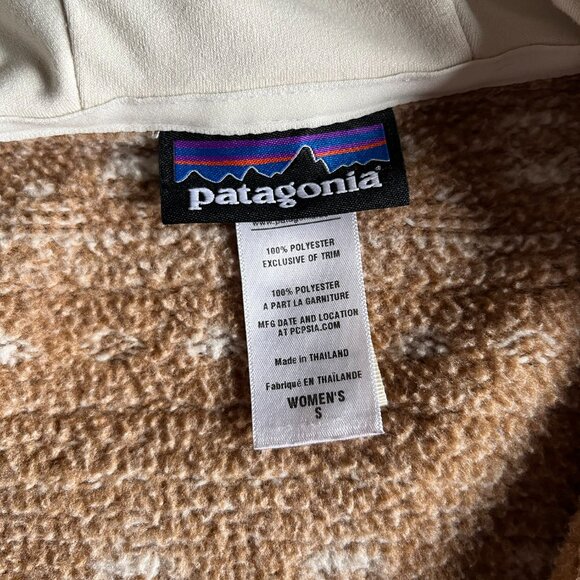 patagonia
100% POLYESTER
EXCLUSIVE OF TRIM
100% POLYESTER
A PART LA GARNITURE
MFG DATE AND LOCATION
AT PCPSIA.COM
Made in THAILAND
Fabriqué EN THAÏLANDE
WOMEN'S
S